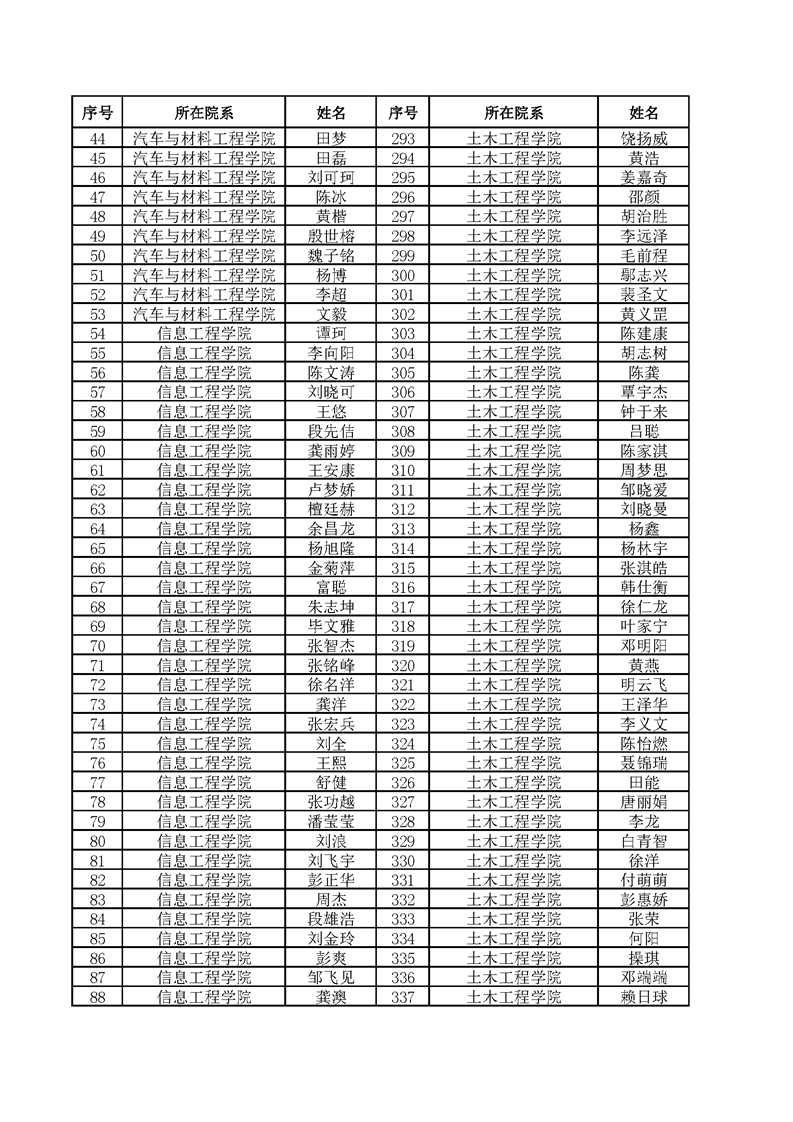 序号 所在院系 姓名 序号 所在院系 姓名
44 汽车与材料工程学院 田梦 293 土木工程学院 饶扬威
45 汽车与材料工程学院 田磊 294 土木工程学院 黄浩
46 汽车与材料工程学院 刘可珂 295 土木工程学院 姜嘉奇
47 汽车与材料工程学院 陈冰 296 土木工程学院 邵颜
48 汽车与材料工程学院 黄楷 297 土木工程学院 胡治胜
49 汽车与材料工程学院 殷世榕 298 土木工程学院 李远泽
50 汽车与材料工程学院 魏子铭 299 土木工程学院 毛前程
51 汽车与材料工程学院 杨博 300 土木工程学院 鄢志兴
52 汽车与材料工程学院 李超 301 土木工程学院 裴圣文
53 汽车与材料工程学院 文毅 302 土木工程学院 黄义罡
54 信息工程学院 谭珂 303 土木工程学院 陈建康
55 信息工程学院 李向阳 304 土木工程学院 胡志树
56 信息工程学院 陈文涛 305 土木工程学院 陈龚
57 信息工程学院 刘晓可 306 土木工程学院 覃宇杰
58 信息工程学院 王悠 307 土木工程学院 钟于来
59 信息工程学院 段先佶 308 土木工程学院 吕聪
60 信息工程学院 龚雨婷 309 土木工程学院 陈家淇
61 信息工程学院 王安康 310 土木工程学院 周梦思
62 信息工程学院 卢梦娇 311 土木工程学院 邹晓爱
63 信息工程学院 檀廷赫 312 土木工程学院 刘晓曼
64 信息工程学院 余昌龙 313 土木工程学院 杨鑫
65 信息工程学院 杨旭隆 314 土木工程学院 杨林宇
66 信息工程学院 金菊萍 315 土木工程学院 张淇皓
67 信息工程学院 富聪 316 土木工程学院 韩仕衡
68 信息工程学院 朱志坤 317 土木工程学院 徐仁龙
69 信息工程学院 毕文雅 318 土木工程学院 叶家宁
70 信息工程学院 张智杰 319 土木工程学院 邓明阳
71 信息工程学院 张铭峰 320 土木工程学院 黄燕
72 信息工程学院 徐名洋 321 土木工程学院 明云飞
73 信息工程学院 龚洋 322 土木工程学院 王泽华
74 信息工程学院 张宏兵 323 土木工程学院 李义文
75 信息工程学院 刘全 324 土木工程学院 陈怡燃
76 信息工程学院 王熙 325 土木工程学院 聂锦瑞
77 信息工程学院 舒健 326 土木工程学院 田能
78 信息工程学院 张功越 327 土木工程学院 唐丽娟
79 信息工程学院 潘莹莹 328 土木工程学院 李龙
80 信息工程学院 刘浪 329 土木工程学院 白青智
81 信息工程学院 刘飞宇 330 土木工程学院 徐洋
82 信息工程学院 彭正华 331 土木工程学院 付萌萌
83 信息工程学院 周杰 332 土木工程学院 彭惠娇
84 信息工程学院 段雄浩 333 土木工程学院 张荣
85 信息工程学院 刘金玲 334 土木工程学院 何阳
86 信息工程学院 彭爽 335 土木工程学院 操琪
87 信息工程学院 邹飞见 336 土木工程学院 邓端端
88 信息工程学院 龚澳 337 土木工程学院 赖日球